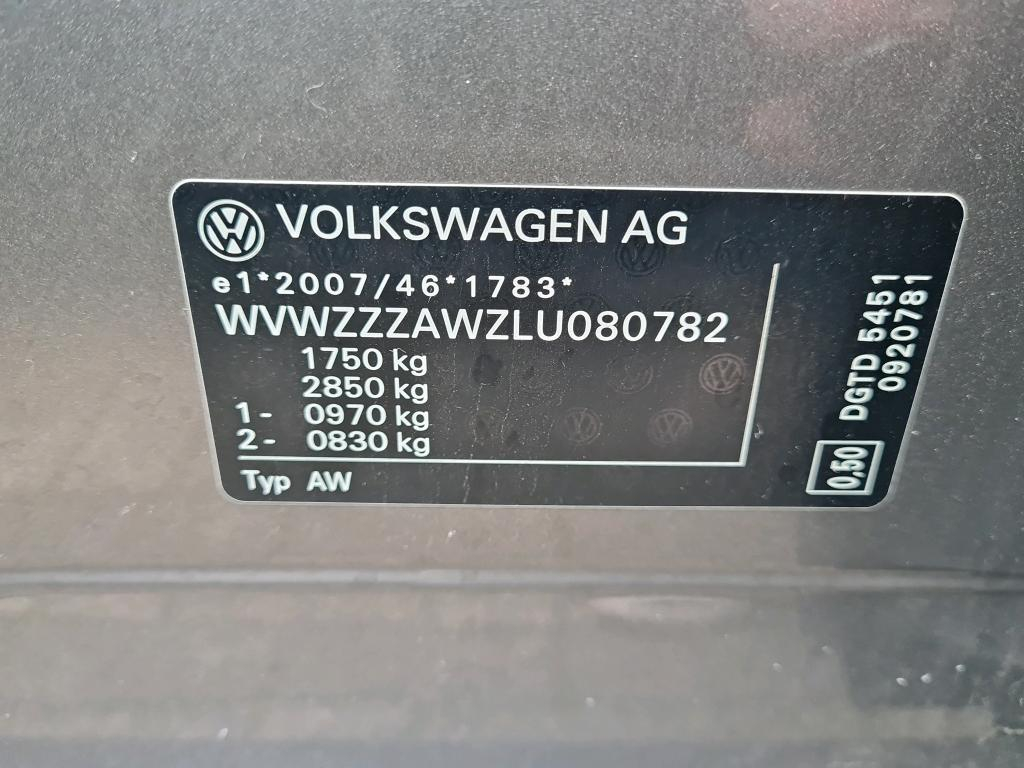 VOLKSWAGEN AG
e1*2007/46*1783*
WVWZZZAWZLU080782
1750 kg
2850 kg
1- 0970 kg
2- 0830 kg
Typ AW
0,50
DGTD 5451
0920781